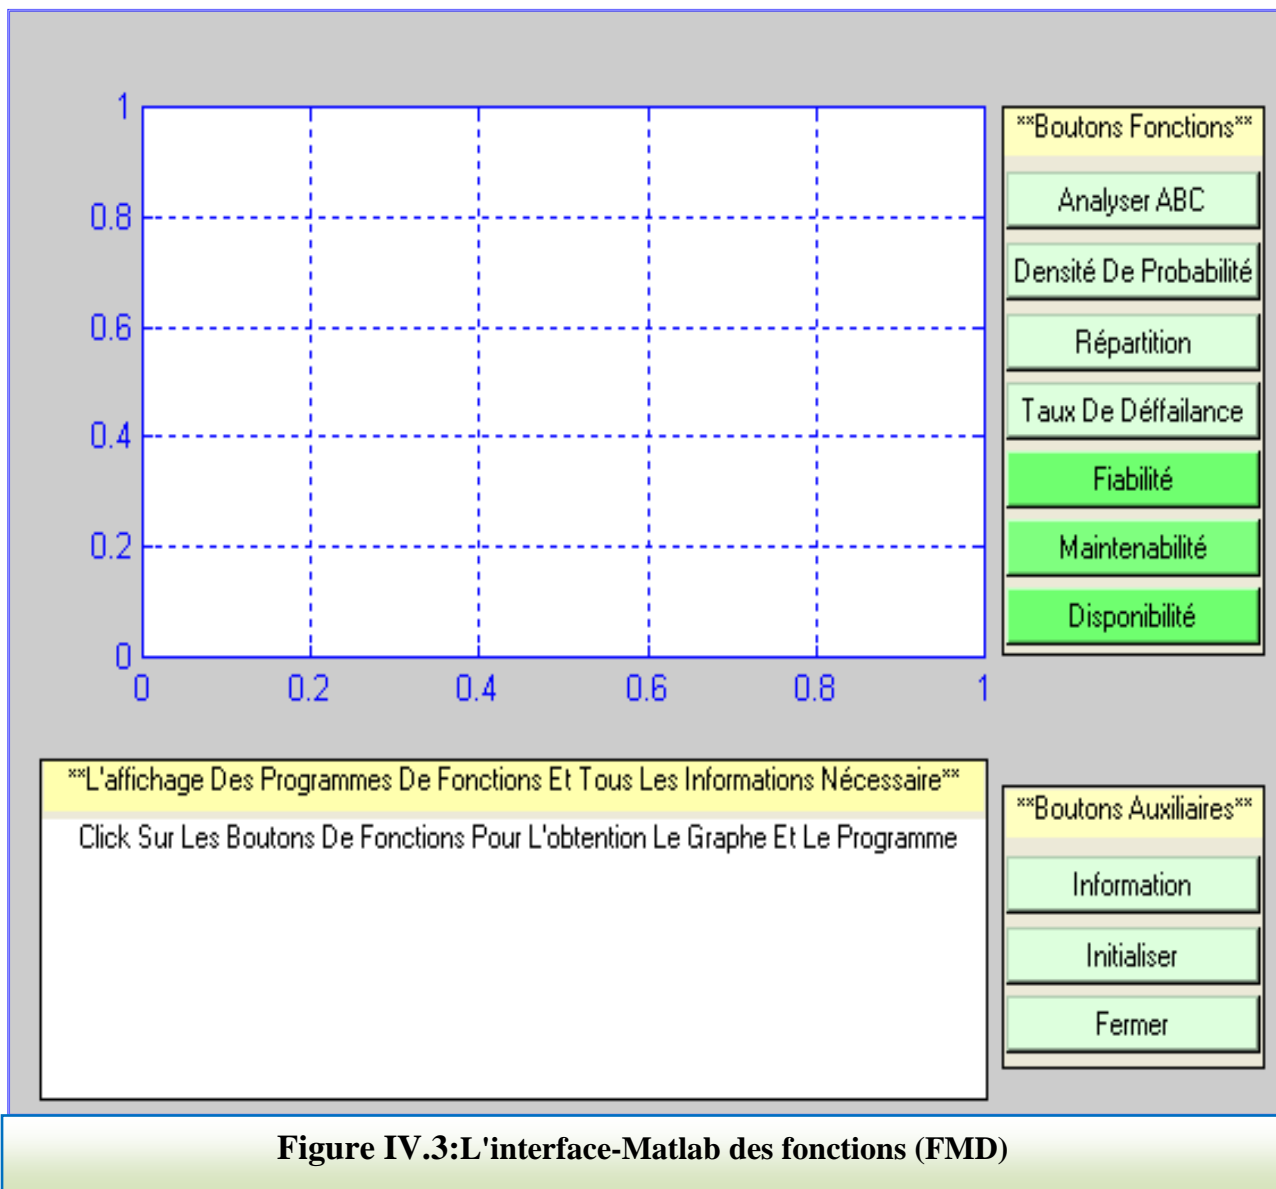 1
0.8
0.6
0.4
0.2
0
0 0.2 0.4 0.6 0.8 1
**Boutons Fonctions**
Analyser ABC
Densité De Probabilité
Répartition
Taux De Déffailance
Fiabilité
Maintenabilité
Disponibilité
**L'affichage Des Programmes De Fonctions Et Tous Les Informations Nécessaire**
Click Sur Les Boutons De Fonctions Pour L'obtention Le Graphe Et Le Programme
**Boutons Auxiliaires**
Information
Initialiser
Fermer
Figure IV.3:L'interface-Matlab des fonctions (FMD)